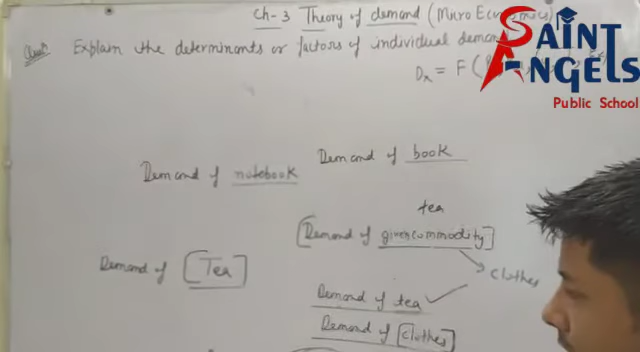 Ch-3 Theory of demand (Micro Economics)
Quest Explain the determinants or factors of individual demand
Dx = F (
SAINT
ANGELS
Public School
Demand of notebook
Demand of book
tea
[Demand of given commodity]
clothes
Demand of [Tea]
Demand of tea ✓
Demand of [clothes]